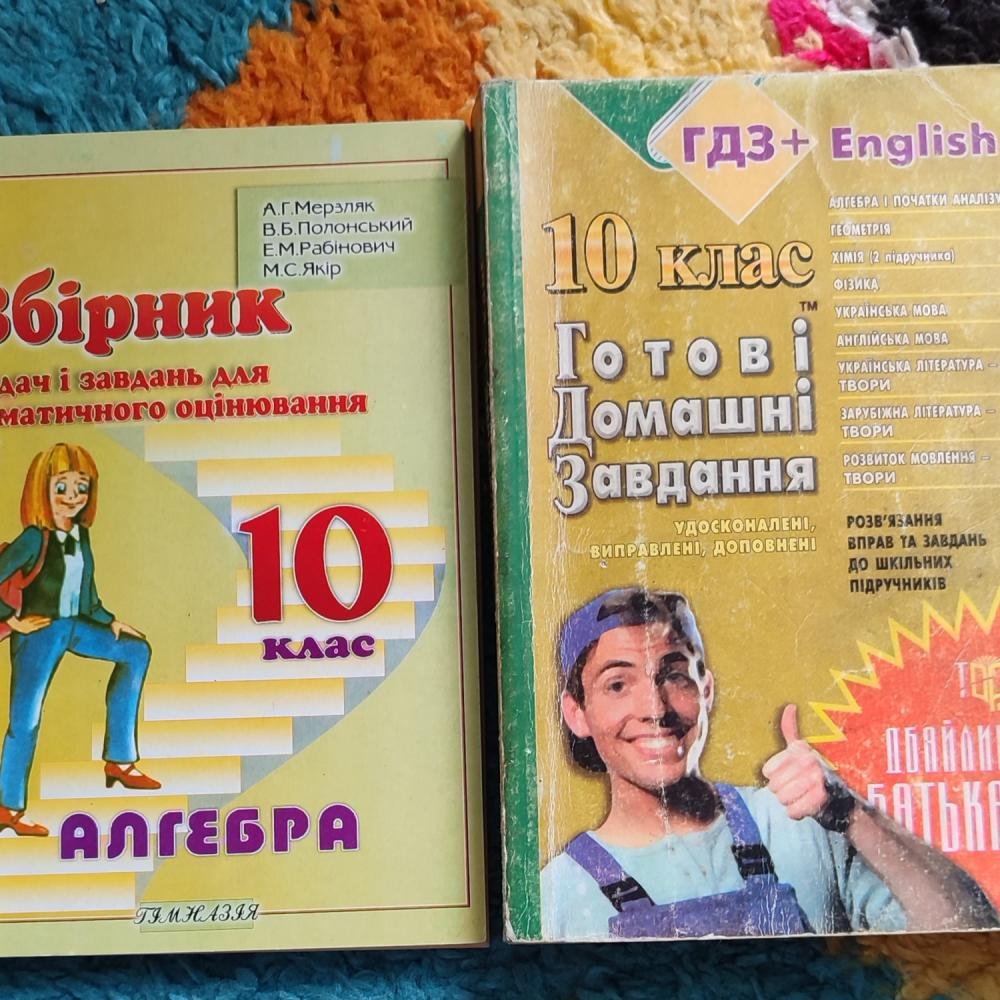 А.Г.Мерзляк
В.Б.Полонський
Е.М.Рабінович
М.С.Якір
Збірник
дач і завдань для
матичного оцінювання
10
клас
АЛГЕБРА
ГІМНАЗІЯ
ГДЗ+ English
10 клас
Готові
Домашні
Завдання
™
УДОСКОНАЛЕНІ,
ВИПРАВЛЕНІ, ДОПОВНЕНІ
АЛГЕБРА І ПОЧАТКИ АНАЛІЗУ
ГЕОМЕТРІЯ
ХІМІЯ (2 підручника)
ФІЗИКА
УКРАЇНСЬКА МОВА
АНГЛІЙСЬКА МОВА
УКРАЇНСЬКА ЛІТЕРАТУРА –
ТВОРИ
ЗАРУБІЖНА ЛІТЕРАТУРА –
ТВОРИ
РОЗВИТОК МОВЛЕННЯ –
ТВОРИ
РОЗВ'ЯЗАННЯ
ВПРАВ ТА ЗАВДАНЬ
ДО ШКІЛЬНИХ
ПІДРУЧНИКІВ
ДБАЙЛИ
БАТЬКА